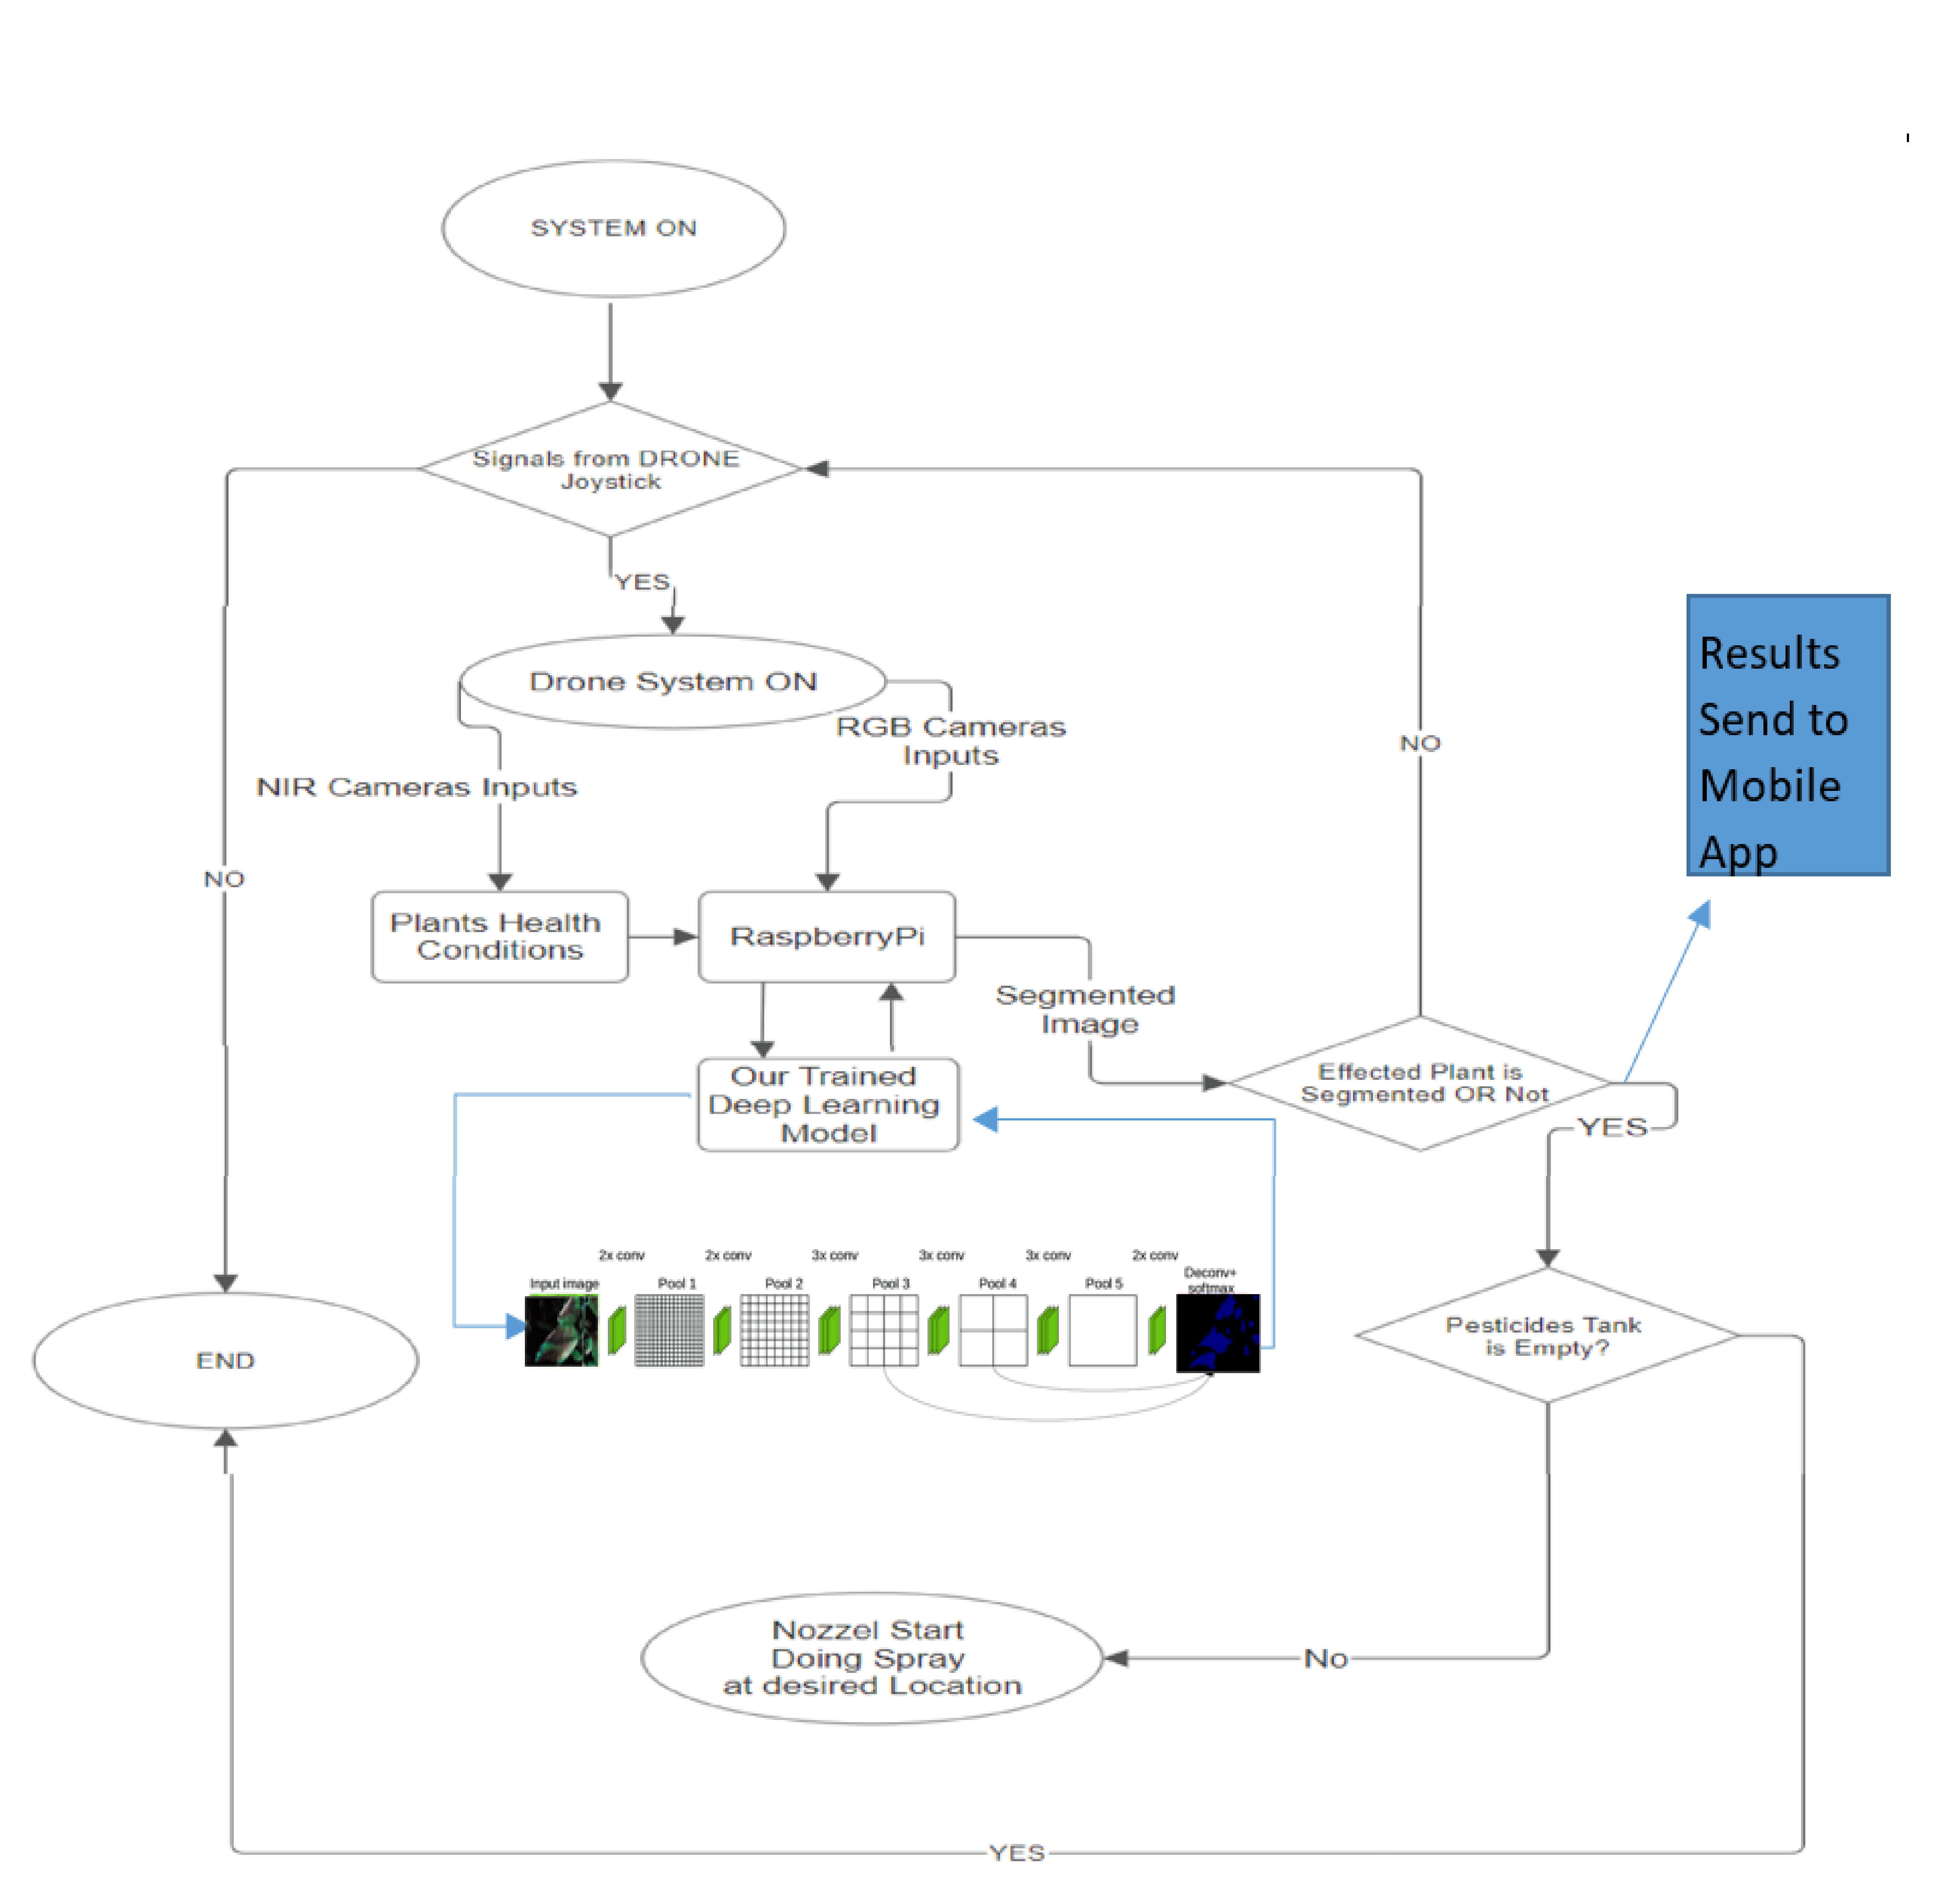 SYSTEM ON
Signals from DRONE
Joystick
YES
Drone System ON
RGB Cameras
Inputs
NIR Cameras Inputs
NO
NO
Results
Send to
Mobile
App
Plants Health
Conditions
RaspberryPi
Segmented
Image
Our Trained
Deep Learning
Model
Effected Plant is
Segmented OR Not
YES
2x conv
2x conv
3x conv
3x conv
3x conv
2x conv
Input image
Pool 1
Pool 2
Pool 3
Pool 4
Pool 5
Deconv+
softmax
END
Pesticides Tank
is Empty?
Nozzel Start
Doing Spray
at desired Location
No
YES